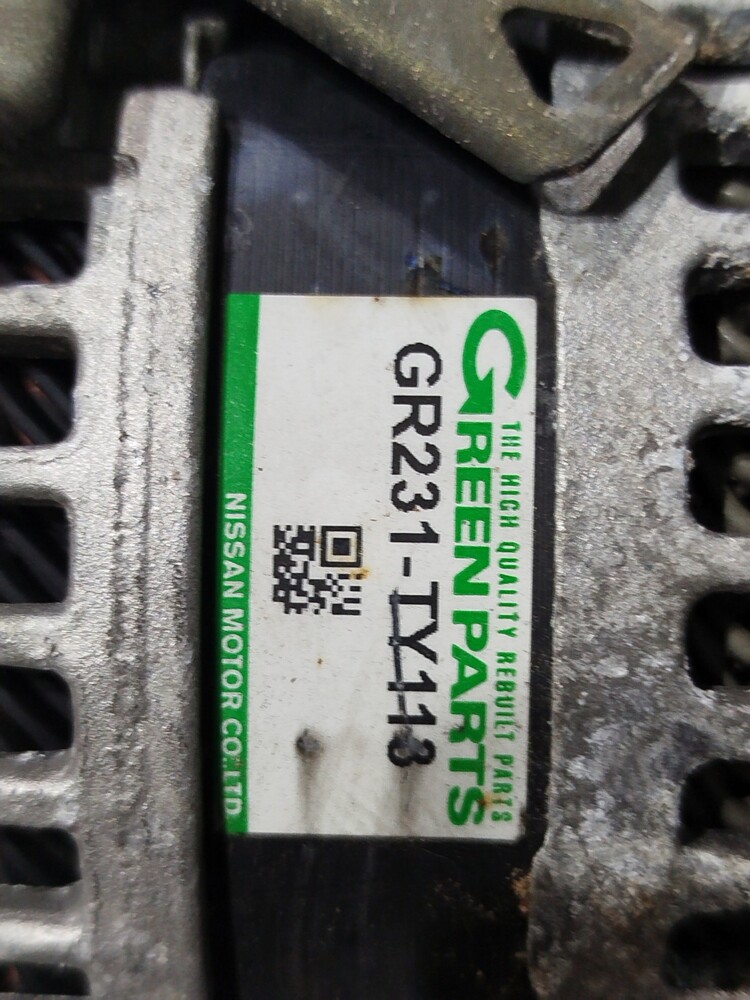 THE HIGH QUALITY REBUILT PARTS
GREEN PARTS
GR231-TY113
NISSAN MOTOR CO.,LTD.